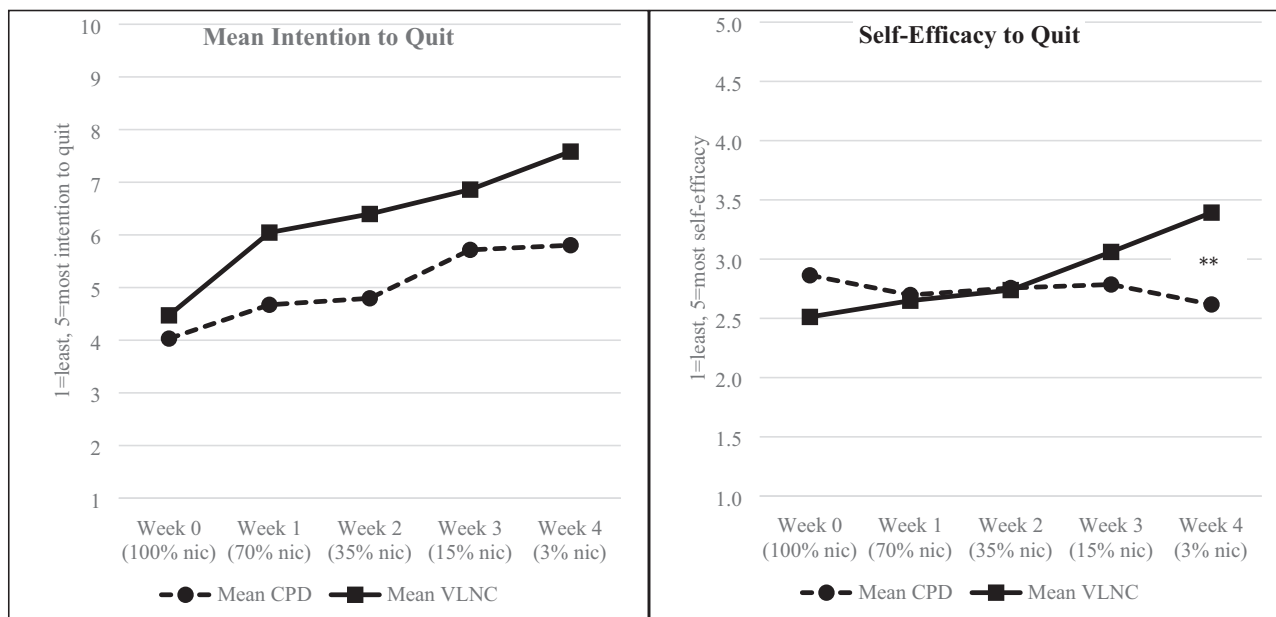 Mean Intention to Quit
1=least, 5=most intention to quit
10
9
8
7
6
5
4
3
2
1
Week 0
(100% nic)
Week 1
(70% nic)
Week 2
(35% nic)
Week 3
(15% nic)
Week 4
(3% nic)
Mean CPD
Mean VLNC
Self-Efficacy to Quit
1=least, 5=most self-efficacy
5.0
4.5
4.0
3.5
3.0
2.5
2.0
1.5
1.0
**
Week 0
(100% nic)
Week 1
(70% nic)
Week 2
(35% nic)
Week 3
(15% nic)
Week 4
(3% nic)
Mean CPD
Mean VLNC